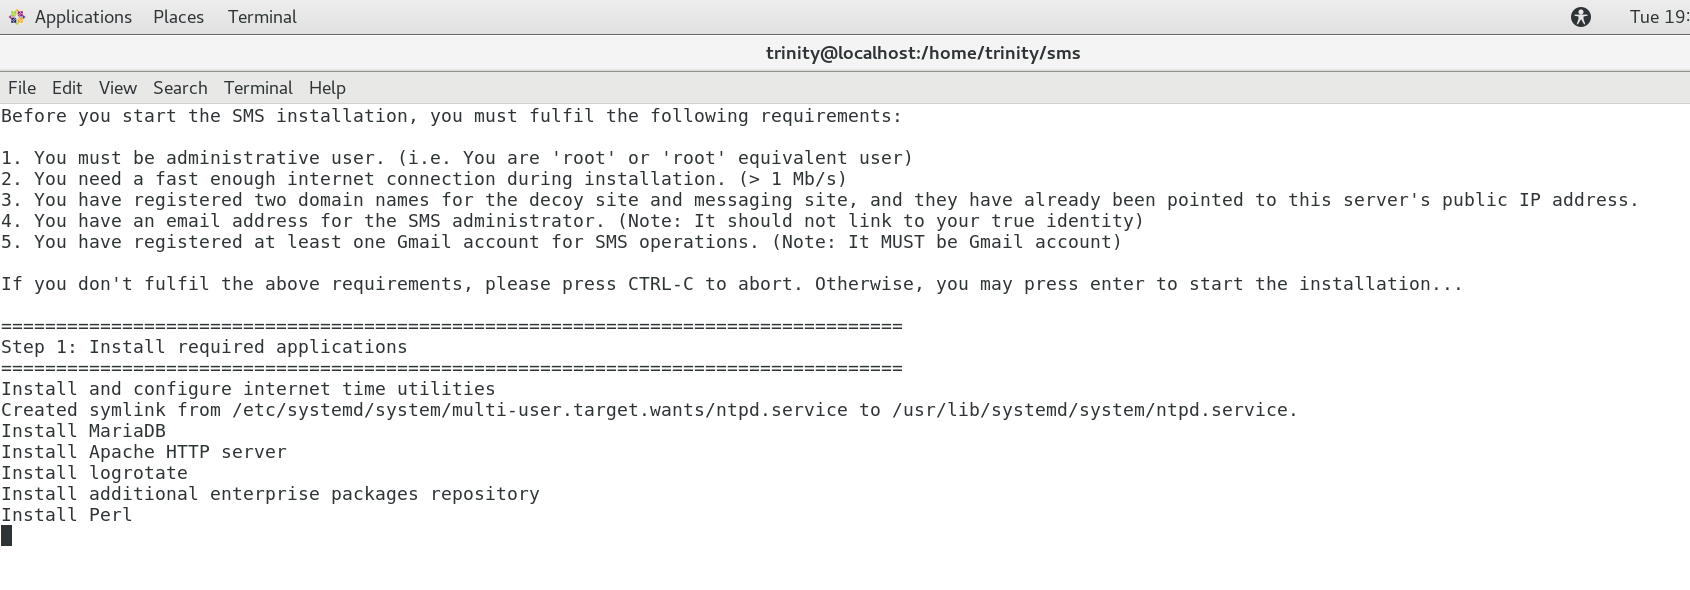 Applications Places Terminal Tue 19:
trinity@localhost:/home/trinity/sms
File Edit View Search Terminal Help
Before you start the SMS installation, you must fulfil the following requirements:
1. You must be administrative user. (i.e. You are 'root' or 'root' equivalent user)
2. You need a fast enough internet connection during installation. (> 1 Mb/s)
3. You have registered two domain names for the decoy site and messaging site, and they have already been pointed to this server's public IP address.
4. You have an email address for the SMS administrator. (Note: It should not link to your true identity)
5. You have registered at least one Gmail account for SMS operations. (Note: It MUST be Gmail account)
If you don't fulfil the above requirements, please press CTRL-C to abort. Otherwise, you may press enter to start the installation...
==================================================================================
Step 1: Install required applications
==================================================================================
Install and configure internet time utilities
Created symlink from /etc/systemd/system/multi-user.target.wants/ntpd.service to /usr/lib/systemd/system/ntpd.service.
Install MariaDB
Install Apache HTTP server
Install logrotate
Install additional enterprise packages repository
Install Perl